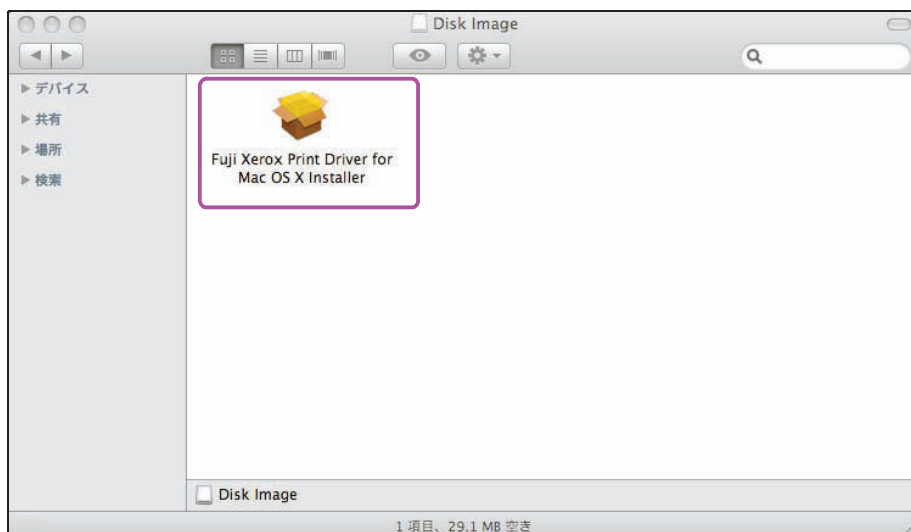 Disk Image
デバイス
共有
場所
検索
Fuji Xerox Print Driver for
Mac OS X Installer
Disk Image
1 項目、29.1 MB 空き